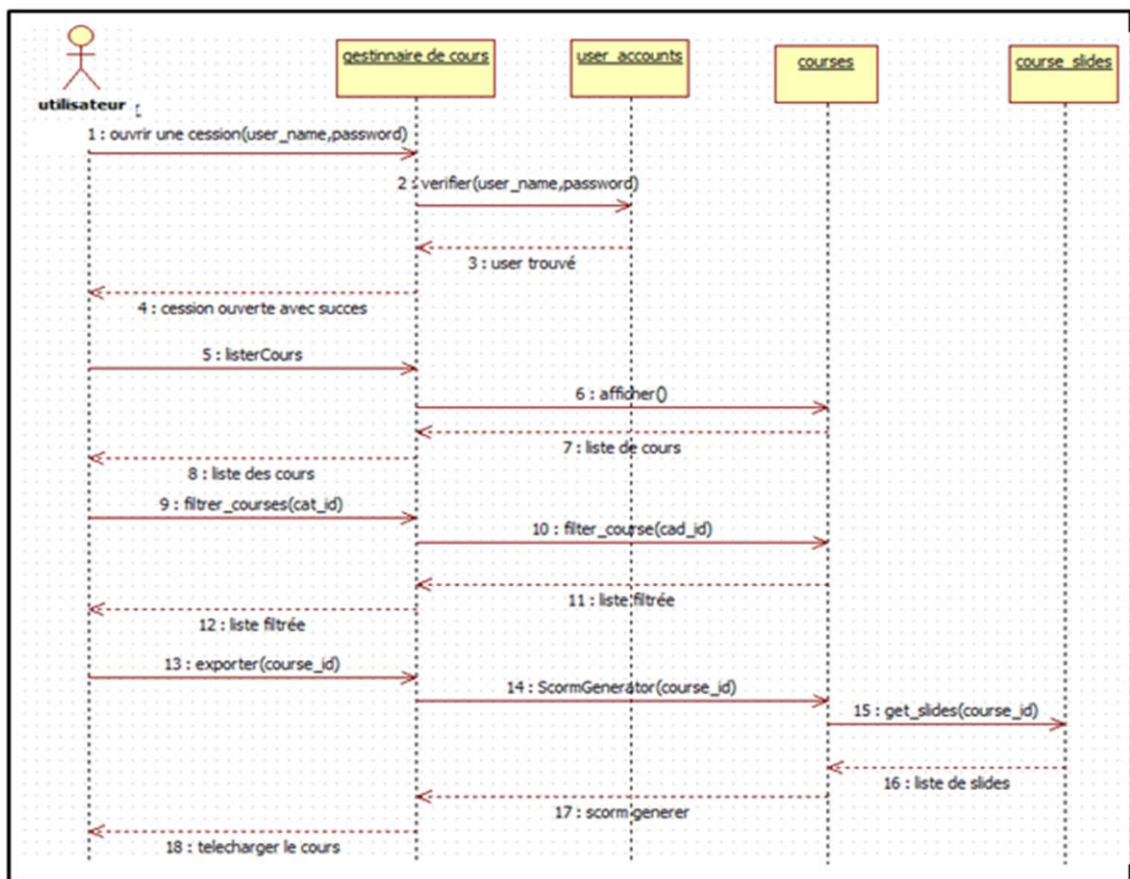 gestinnaire de cours
user_accounts
courses
course_slides
utilisateur
1 : ouvrir une cession(user_name,password)
2 : verifier(user_name,password)
3 : user trouvé
4 : cession ouverte avec succes
5 : listerCours
6 : afficher()
7 : liste de cours
8 : liste des cours
9 : filtrer_courses(cat_id)
10 : filter_course(cad_id)
11 : liste filtrée
12 : liste filtrée
13 : exporter(course_id)
14 : ScormGenerator(course_id)
15 : get_slides(course_id)
16 : liste de slides
17 : scorm generer
18 : telecharger le cours